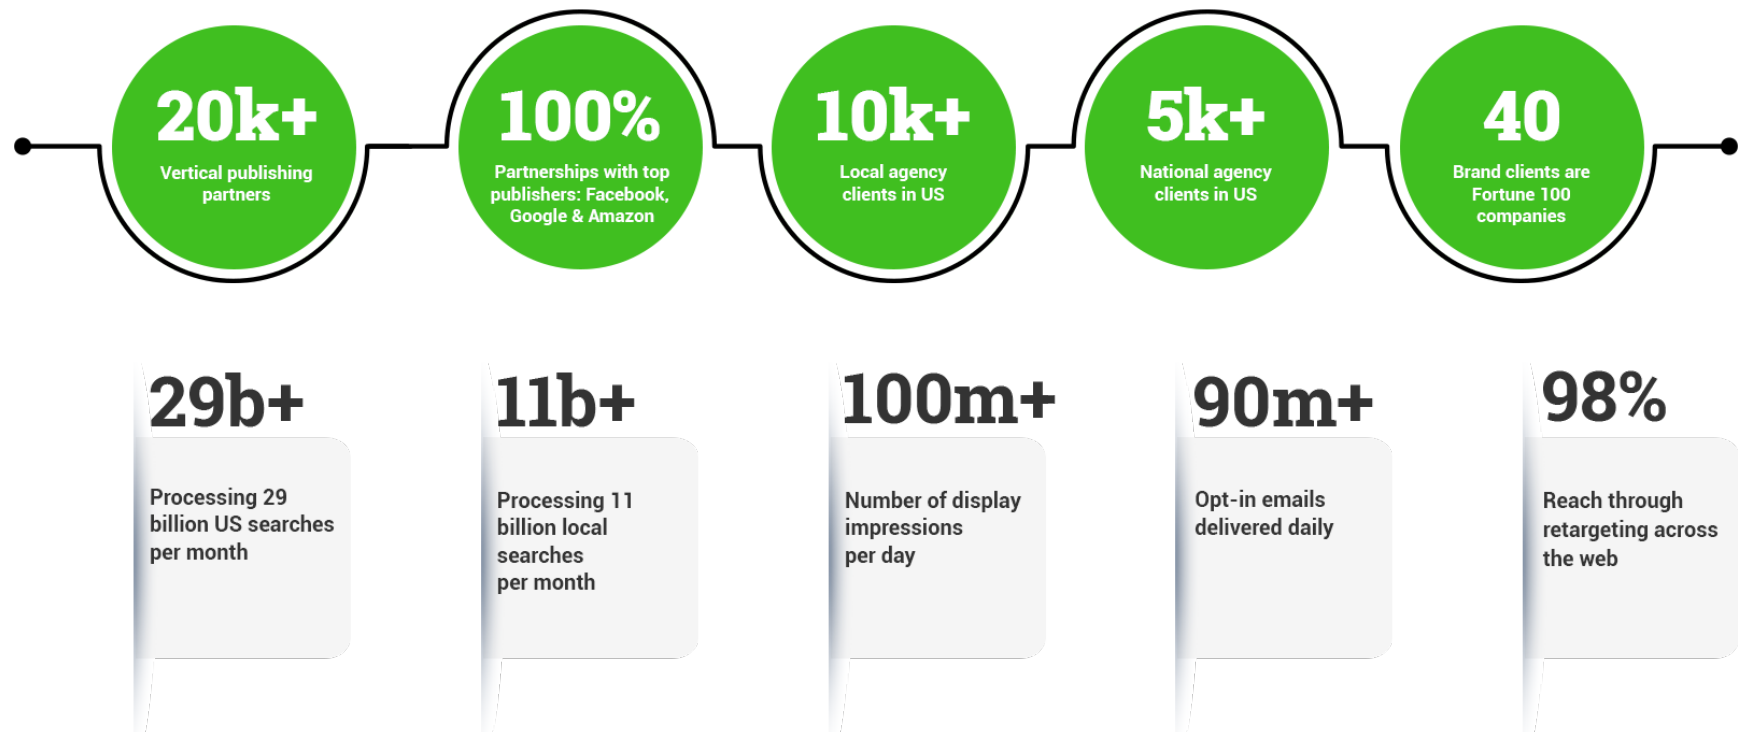 20k+
Vertical publishing
partners
100%
Partnerships with top
publishers: Facebook,
Google & Amazon
10k+
Local agency
clients in US
5k+
National agency
clients in US
40
Brand clients are
Fortune 100
companies
29b+
Processing 29
billion US searches
per month
11b+
Processing 11
billion local
searches
per month
100m+
Number of display
impressions
per day
90m+
Opt-in emails
delivered daily
98%
Reach through
retargeting across
the web